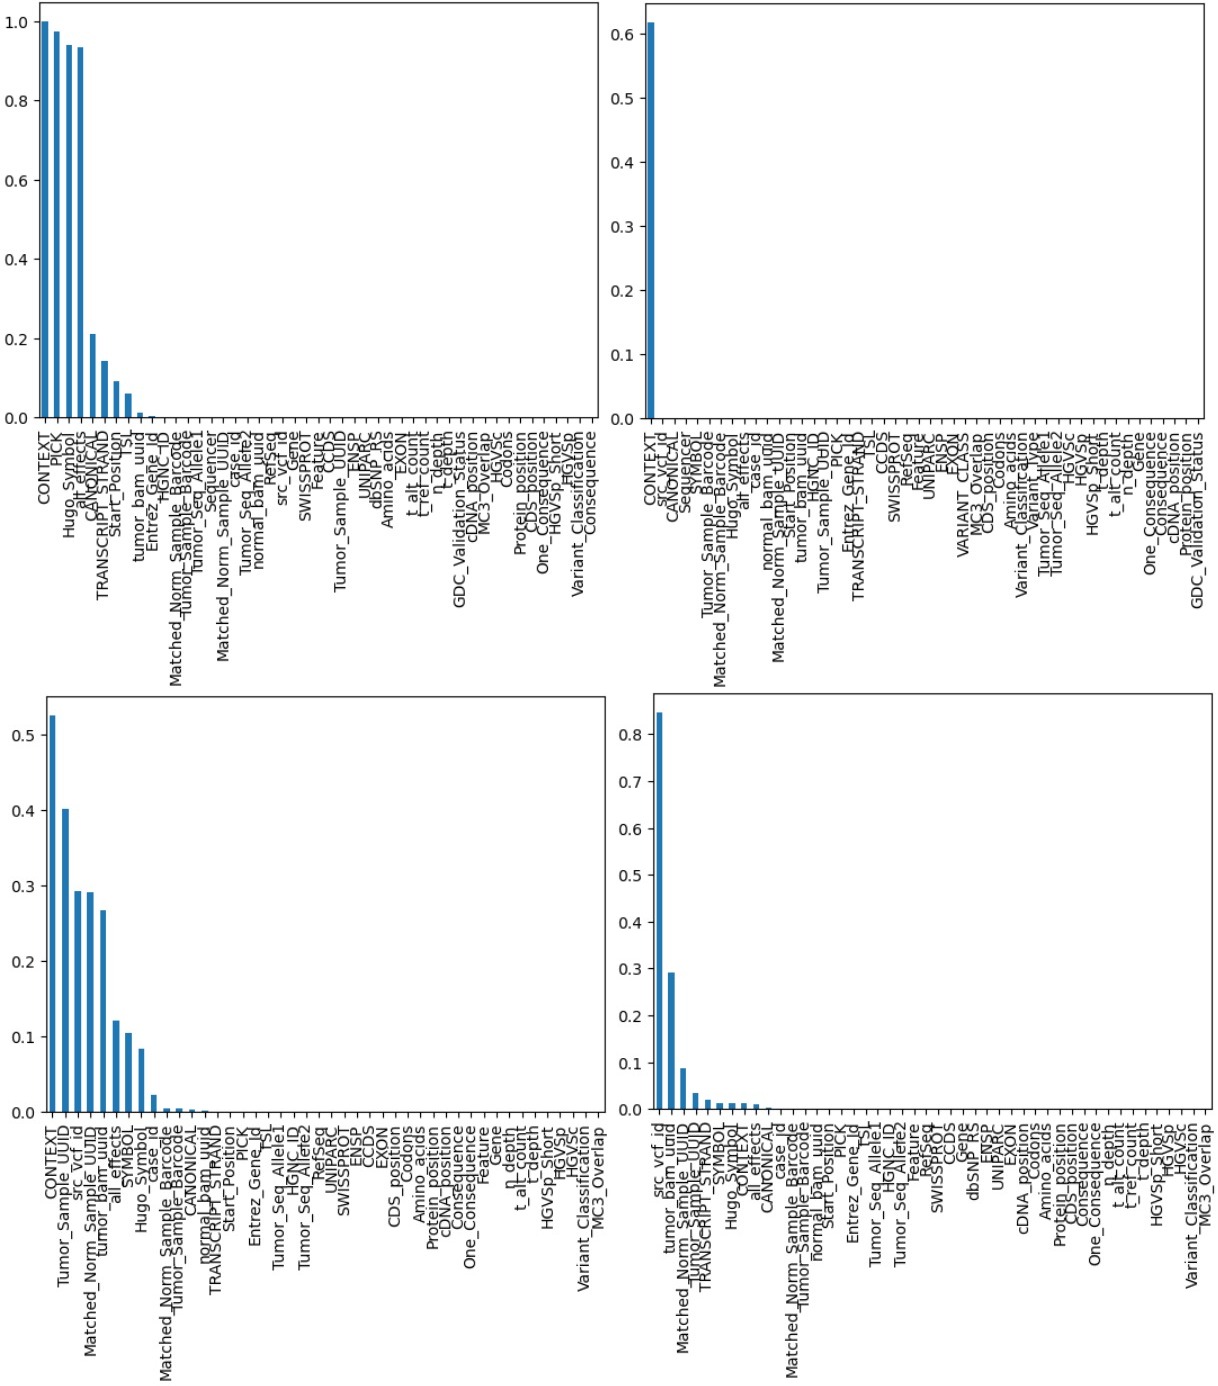 1.0
0.8
0.6
0.4
0.2
0.0
CONTEXT
PICK
Hugo_Symbol
all_effects
CANONICAL
TRANSCRIPT_STRAND
Start_Position
TSL
tumor_bam_uuid
Entrez_Gene_Id
HGNC_ID
Matched_Norm_Sample_Barcode
Tumor_Sample_Barcode
Tumor_Seq_Allele1
Sequencer
Matched_Norm_Sample_UUID
case_id
Tumor_Seq_Allele2
normal_bam_uuid
RefSeq
src_vcf_id
Gene
SWISSPROT
Feature
CCDS
Tumor_Sample_UUID
ENSP
UNIPARC
dbSNP_RS
Amino_acids
EXON
t_alt_count
t_ref_count
n_depth
t_depth
GDC_Validation_Status
cDNA_position
MC3_Overlap
HGVSc
Codons
Protein_position
CDS_position
One_Consequence
HGVSp_Short
HGVSp
Variant_Classification
Consequence
0.6
0.5
0.4
0.3
0.2
0.1
0.0
CONTEXT
src_vcf_id
CANONICAL
Sequencer
SYMBOL
Tumor_Sample_Barcode
Matched_Norm_Sample_Barcode
Hugo_Symbol
all_effects
case_id
normal_bam_uuid
Matched_Norm_Sample_UUID
Start_Position
tumor_bam_uuid
HGNC_ID
Tumor_Sample_UUID
PICK
Entrez_Gene_Id
TRANSCRIPT_STRAND
TSL
CCDS
SWISSPROT
RefSeq
Feature
UNIPARC
ENSP
EXON
VARIANT_CLASS
MC3_Overlap
CDS_position
Codons
Amino_acids
Variant_Classification
Variant_Type
Tumor_Seq_Allele1
Tumor_Seq_Allele2
HGVSc
HGVSp
HGVSp_Short
t_depth
t_alt_count
n_depth
Gene
One_Consequence
Consequence
cDNA_position
Protein_position
GDC_Validation_Status
0.5
0.4
0.3
0.2
0.1
0.0
CONTEXT
Tumor_Sample_UUID
src_vcf_id
Matched_Norm_Sample_UUID
tumor_bam_uuid
all_effects
SYMBOL
Hugo_Symbol
case_id
Matched_Norm_Sample_Barcode
Tumor_Sample_Barcode
CANONICAL
normal_bam_uuid
TRANSCRIPT_STRAND
Start_Position
PICK
Entrez_Gene_Id
TSL
Tumor_Seq_Allele1
HGNC_ID
Tumor_Seq_Allele2
RefSeq
UNIPARC
SWISSPROT
ENSP
CCDS
EXON
CDS_position
Codons
Amino_acids
Protein_position
cDNA_position
Consequence
One_Consequence
Feature
Gene
n_depth
t_alt_count
t_depth
HGVSp_Short
HGVSp
HGVSc
Variant_Classification
MC3_Overlap
0.8
0.7
0.6
0.5
0.4
0.3
0.2
0.1
0.0
src_vcf_id
tumor_bam_uuid
Matched_Norm_Sample_UUID
Tumor_Sample_UUID
TRANSCRIPT_STRAND
SYMBOL
Hugo_Symbol
CONTEXT
all_effects
CANONICAL
case_id
Matched_Norm_Sample_Barcode
Tumor_Sample_Barcode
normal_bam_uuid
Start_Position
PICK
Entrez_Gene_Id
TSL
Tumor_Seq_Allele1
HGNC_ID
Tumor_Seq_Allele2
Feature
RefSeq
SWISSPROT
CCDS
Gene
dbSNP_RS
ENSP
UNIPARC
EXON
cDNA_position
Codons
Amino_acids
Protein_position
CDS_position
Consequence
One_Consequence
n_depth
t_alt_count
t_ref_count
t_depth
HGVSp_Short
HGVSp
HGVSc
Variant_Classification
MC3_Overlap